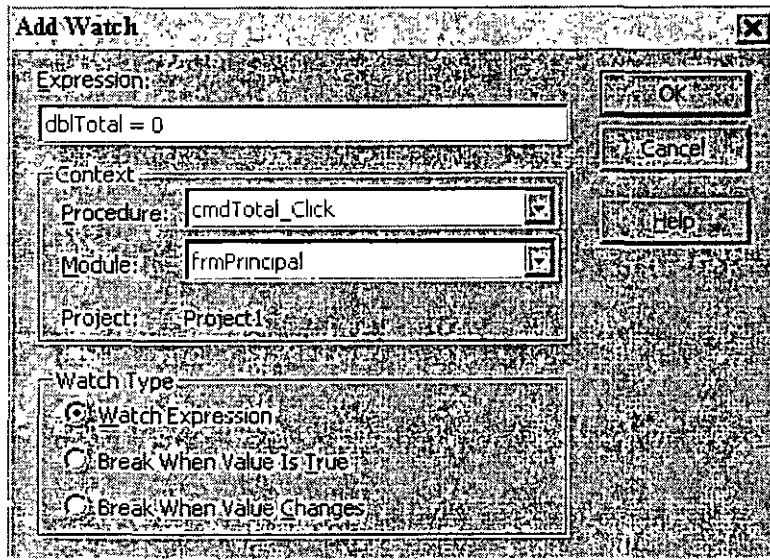 Add Watch
Expression:
dblTotal = 0
OK
Cancel
Help
Context
Procedure: cmdTotal_Click
Module: frmPrincipal
Project: Project1
Watch Type
Watch Expression
Break When Value Is True
Break When Value Changes